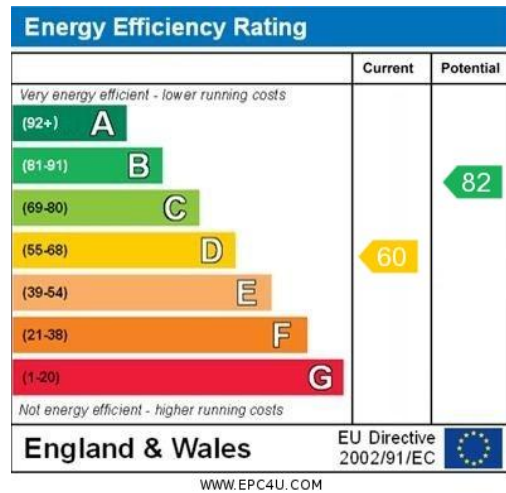 Energy Efficiency Rating
Current Potential
Very energy efficient - lower running costs
(92+) A
(81-91) B
82
(69-80) C
(55-68) D
60
(39-54) E
(21-38) F
(1-20) G
Not energy efficient - higher running costs
England & Wales
EU Directive
2002/91/EC
WWW.EPC4U.COM